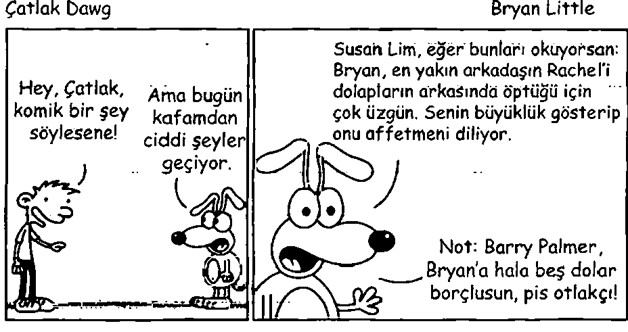 Çatlak Dawg
Bryan Little
Hey, Çatlak,
komik bir şey
söylesene!
Ama bugün
kafamdan
ciddi şeyler
geçiyor.
Susan Lim, eğer bunları okuyorsan:
Bryan, en yakın arkadaşın Rachel'i
dolapların arkasında öptüğü için
çok üzgün. Senin büyüklük gösterip
onu affetmeni diliyor.
Not: Barry Palmer,
Bryan'a hala beş dolar
borçlusun, pis otlakçı!